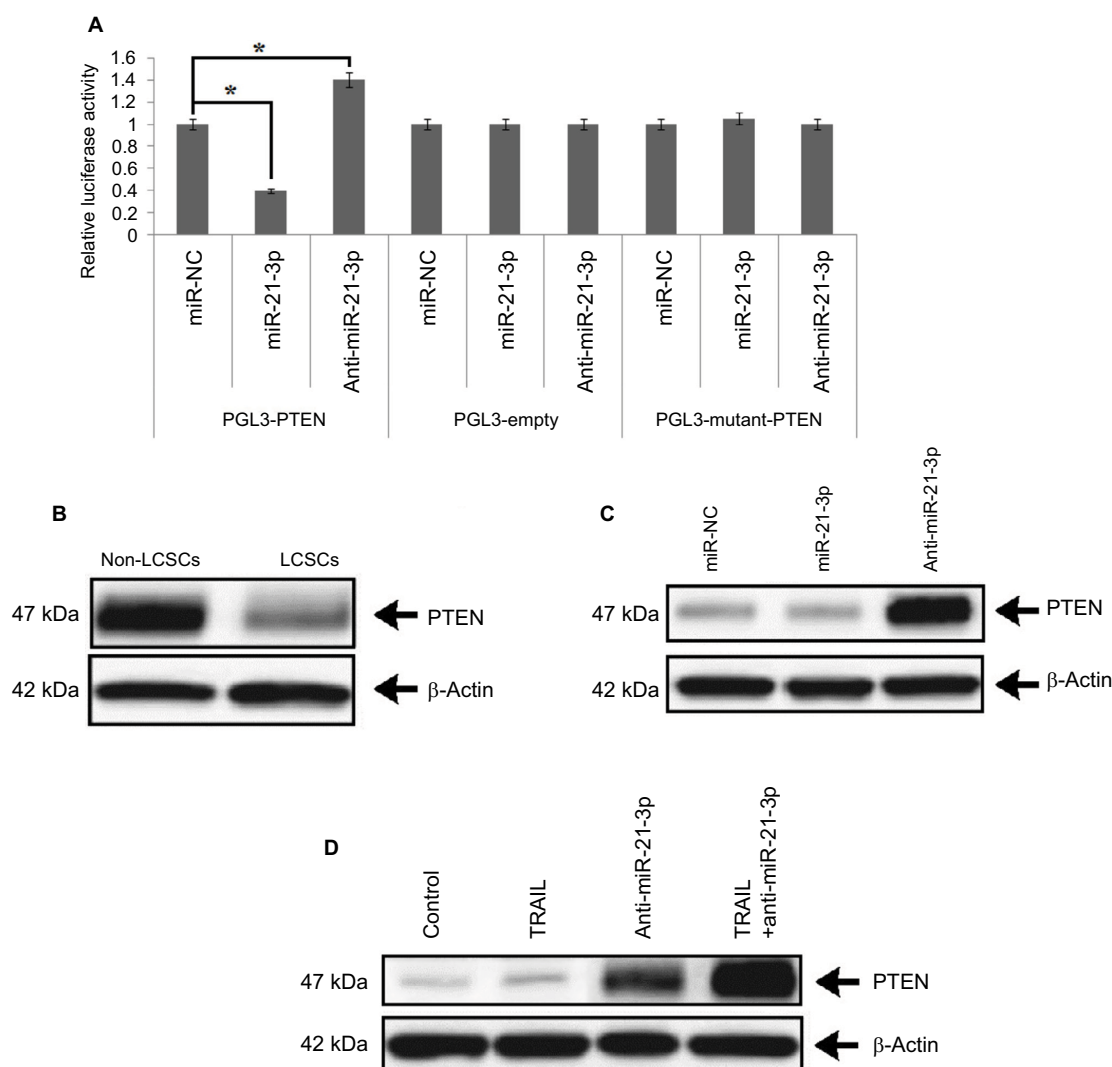 A
Relative luciferase activity
1.6
1.4
1.2
1
0.8
0.6
0.4
0.2
0
*
*
miR-NC
miR-21-3p
Anti-miR-21-3p
miR-NC
miR-21-3p
Anti-miR-21-3p
miR-NC
miR-21-3p
Anti-miR-21-3p
PGL3-PTEN
PGL3-empty
PGL3-mutant-PTEN
B
Non-LCSCs
LCSCs
47 kDa
PTEN
42 kDa
β-Actin
C
miR-NC
miR-21-3p
Anti-miR-21-3p
47 kDa
PTEN
42 kDa
β-Actin
D
Control
TRAIL
Anti-miR-21-3p
TRAIL
+anti-miR-21-3p
47 kDa
PTEN
42 kDa
β-Actin